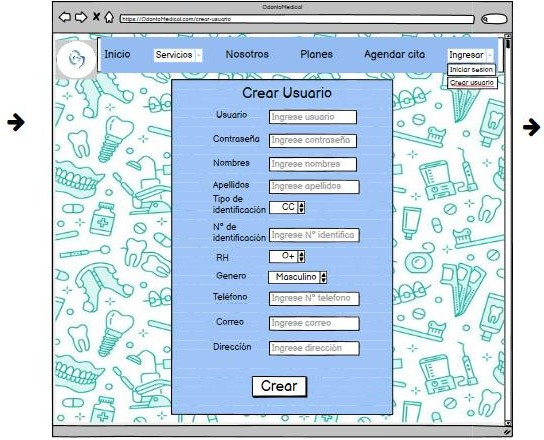 OdontoMedical
https://OdontoMedical.com/crear-usuario
Inicio Servicios Nosotros Planes Agendar cita Ingresar
Iniciar sesion
Crear usuario
Crear Usuario
Usuario Ingrese usuario
Contraseña Ingrese contraseña
Nombres Ingrese nombres
Apellidos Ingrese apellidos
Tipo de
identificación CC
N° de
identificación Ingrese N° identifica
RH O+
Genero Masculino
Teléfono Ingrese N° telefono
Correo Ingrese correo
Dirección Ingrese dirección
Crear